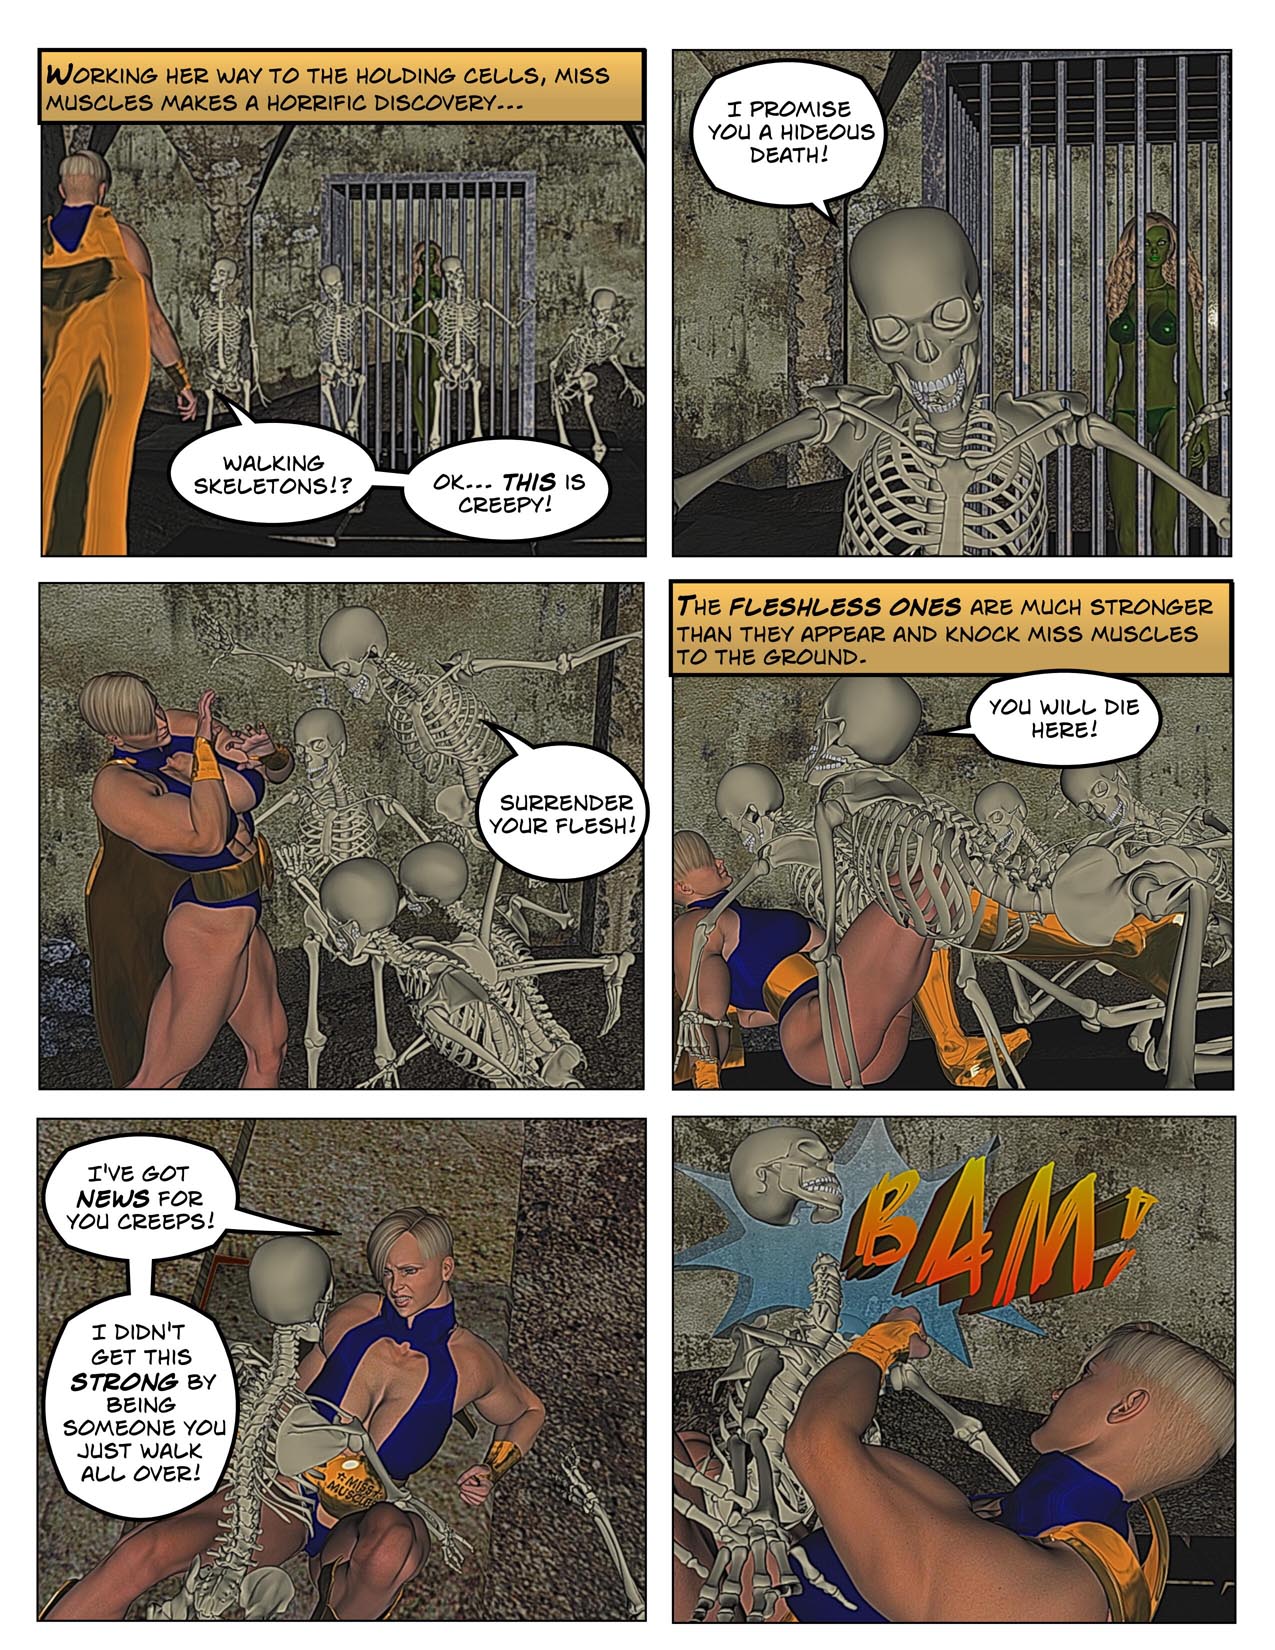 WORKING HER WAY TO THE HOLDING CELLS, MISS
MUSCLES MAKES A HORRIFIC DISCOVERY...
WALKING
SKELETONS!?
OK... THIS IS
CREEPY!
I PROMISE
YOU A HIDEOUS
DEATH!
SURRENDER
YOUR FLESH!
THE FLESHLESS ONES ARE MUCH STRONGER
THAN THEY APPEAR AND KNOCK MISS MUSCLES
TO THE GROUND.
YOU WILL DIE
HERE!
I'VE GOT
NEWS FOR
YOU CREEPS!
I DIDN'T
GET THIS
STRONG BY
BEING
SOMEONE YOU
JUST WALK
ALL OVER!
MISS
MUSCLES
BAM!